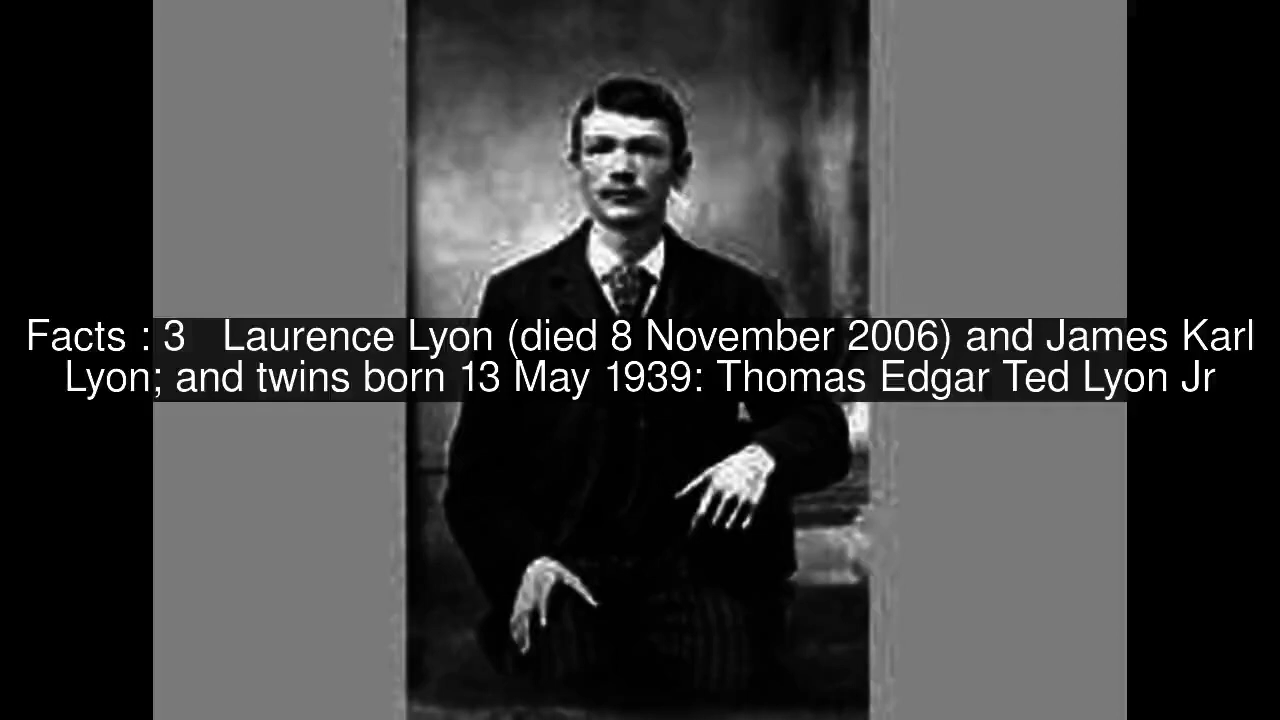 Facts : 3   Laurence Lyon (died 8 November 2006) and James Karl
Lyon; and twins born 13 May 1939: Thomas Edgar Ted Lyon Jr